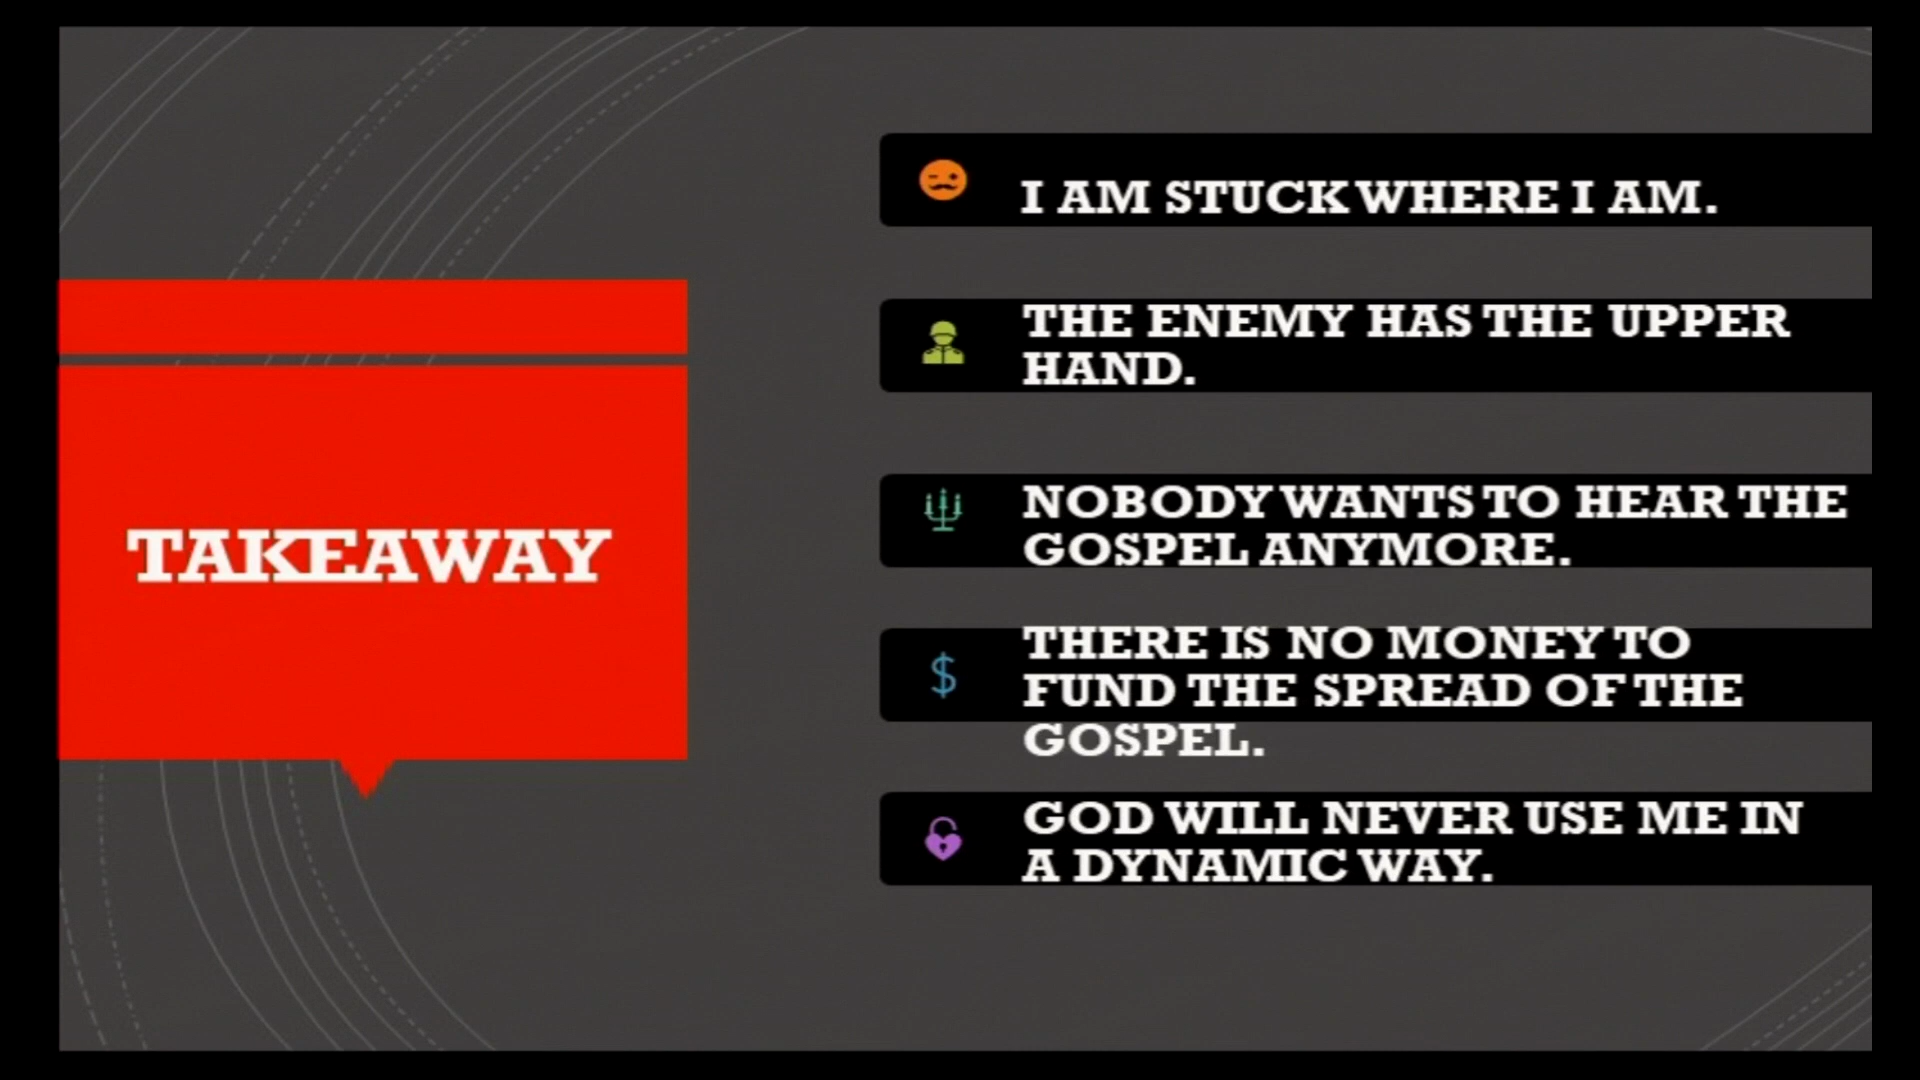 TAKEAWAY
I AM STUCK WHERE I AM.
THE ENEMY HAS THE UPPER
HAND.
NOBODY WANTS TO HEAR THE
GOSPEL ANYMORE.
THERE IS NO MONEY TO
FUND THE SPREAD OF THE
GOSPEL.
GOD WILL NEVER USE ME IN
A DYNAMIC WAY.